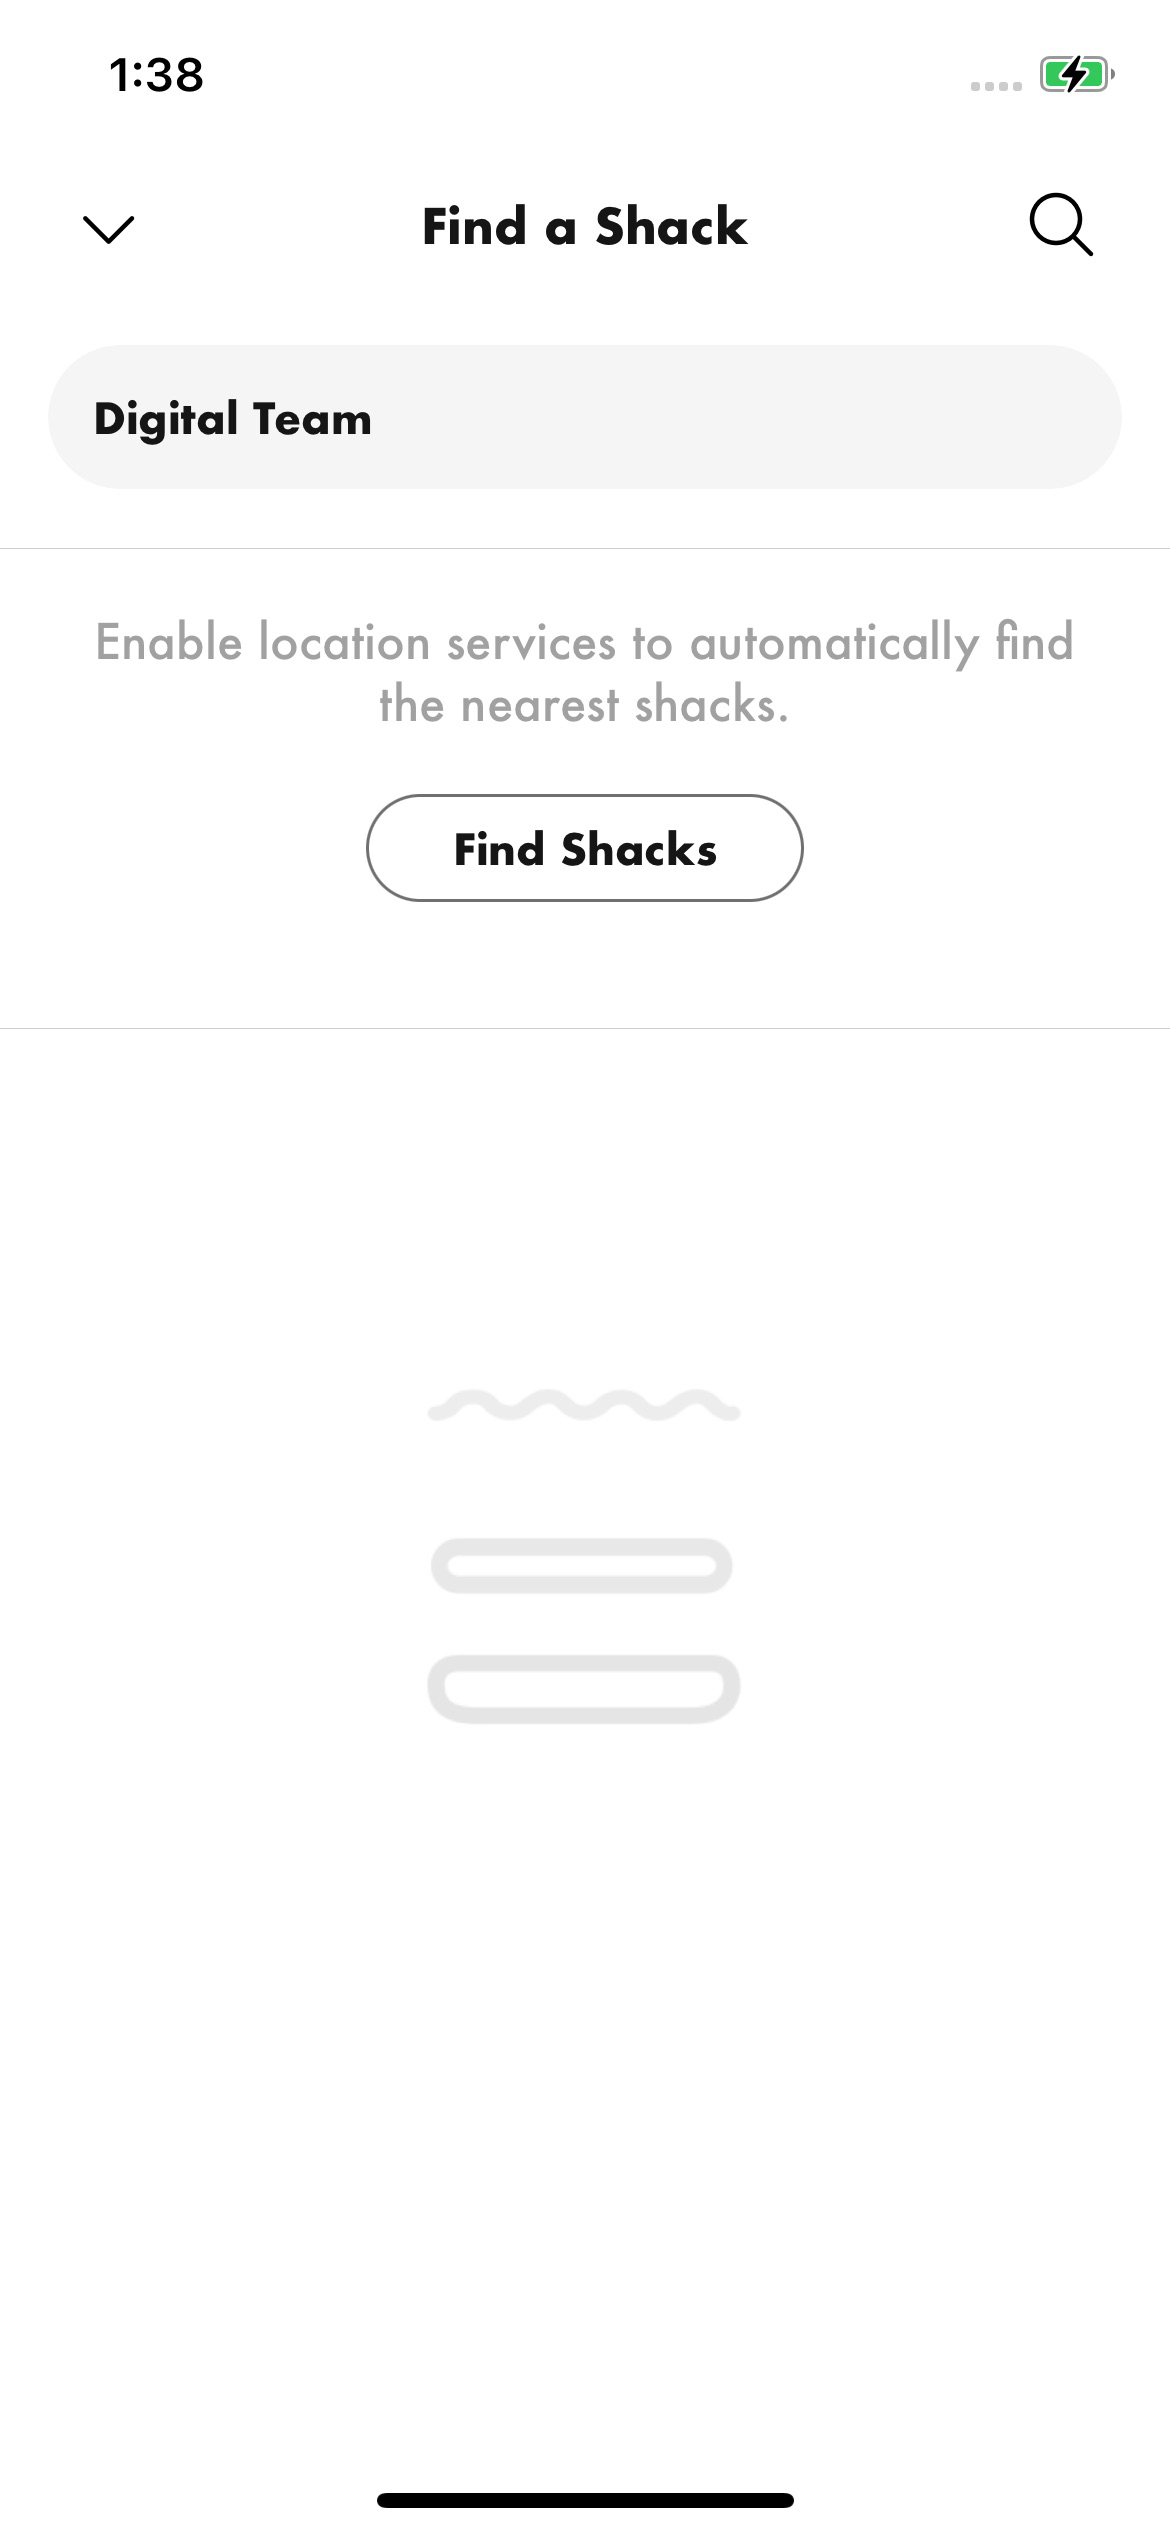 1:38
Find a Shack
Digital Team
Enable location services to automatically find
the nearest shacks.
Find Shacks